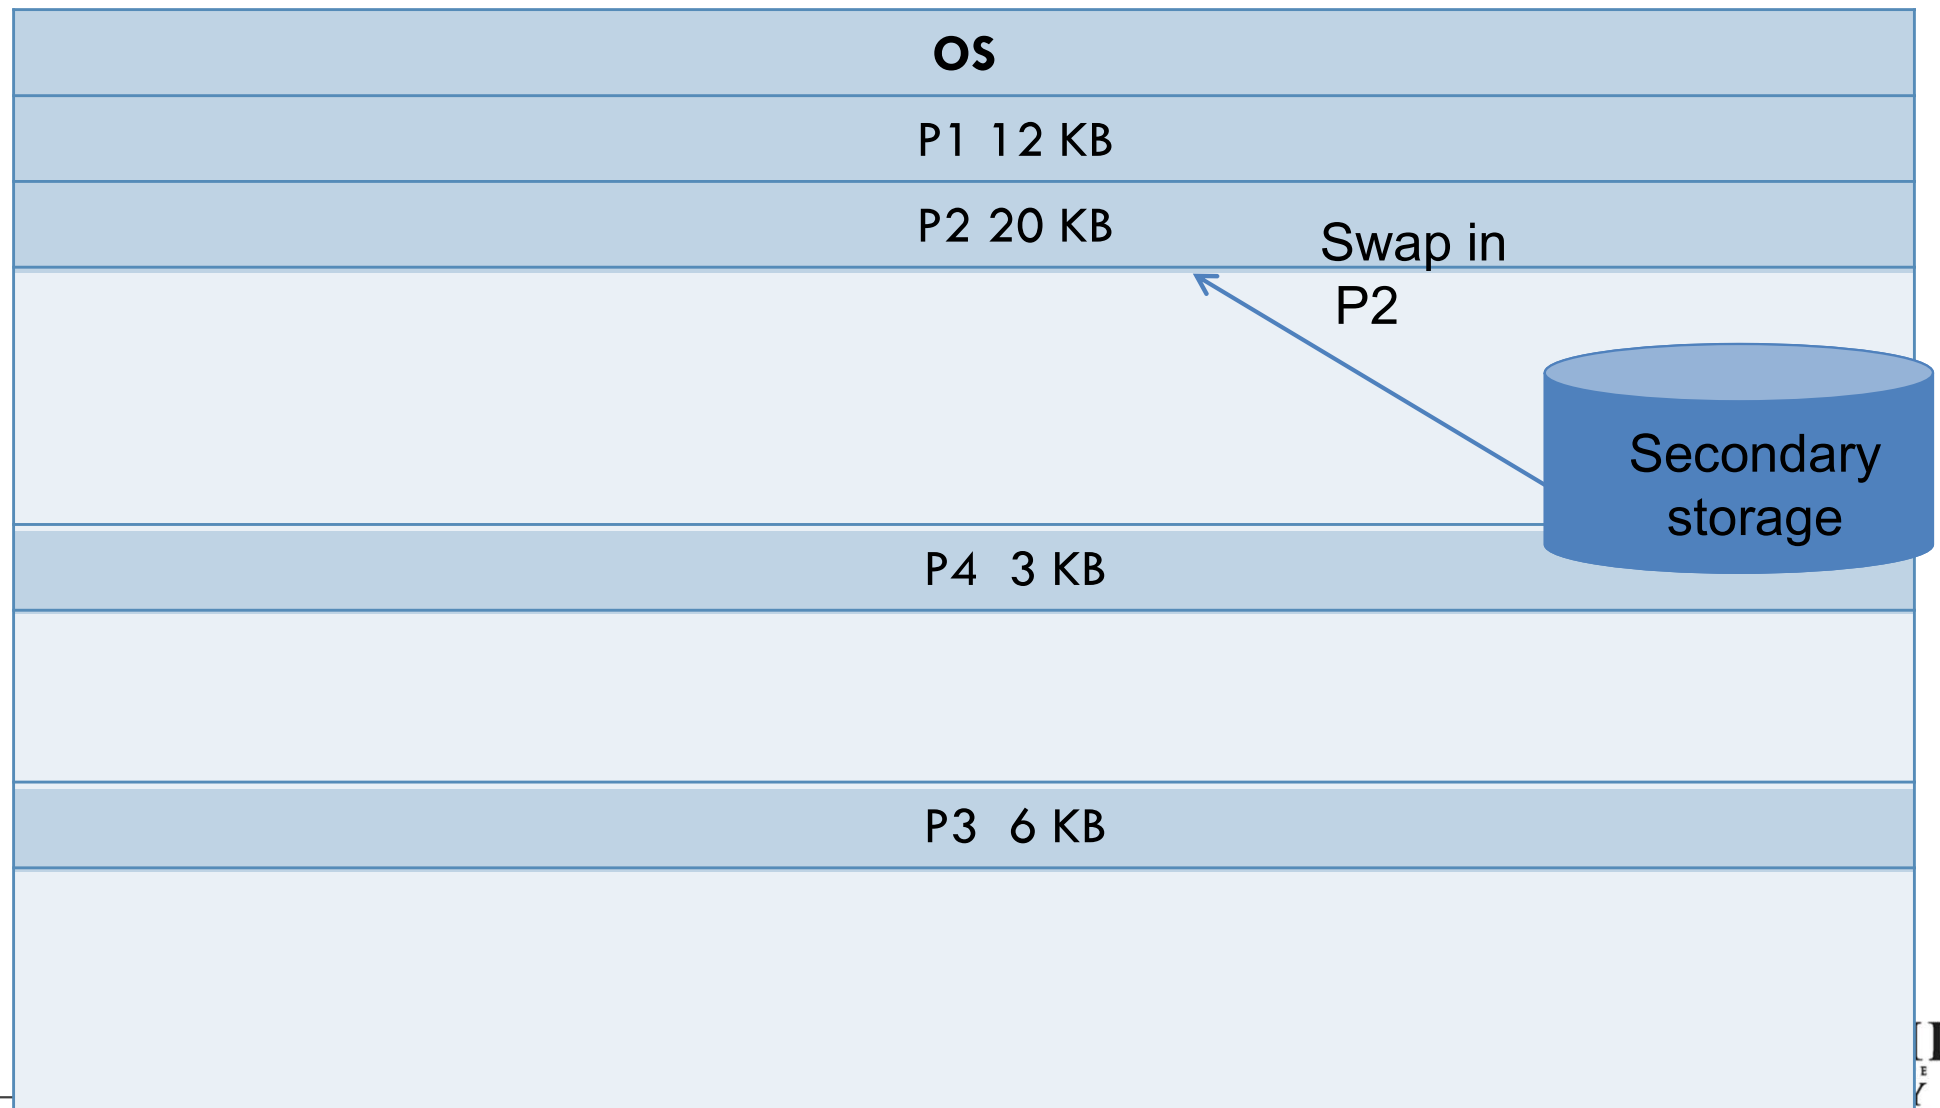 OS
P1 12 KB
P2 20 KB
Swap in
P2
Secondary
storage
P4 3 KB
P3 6 KB